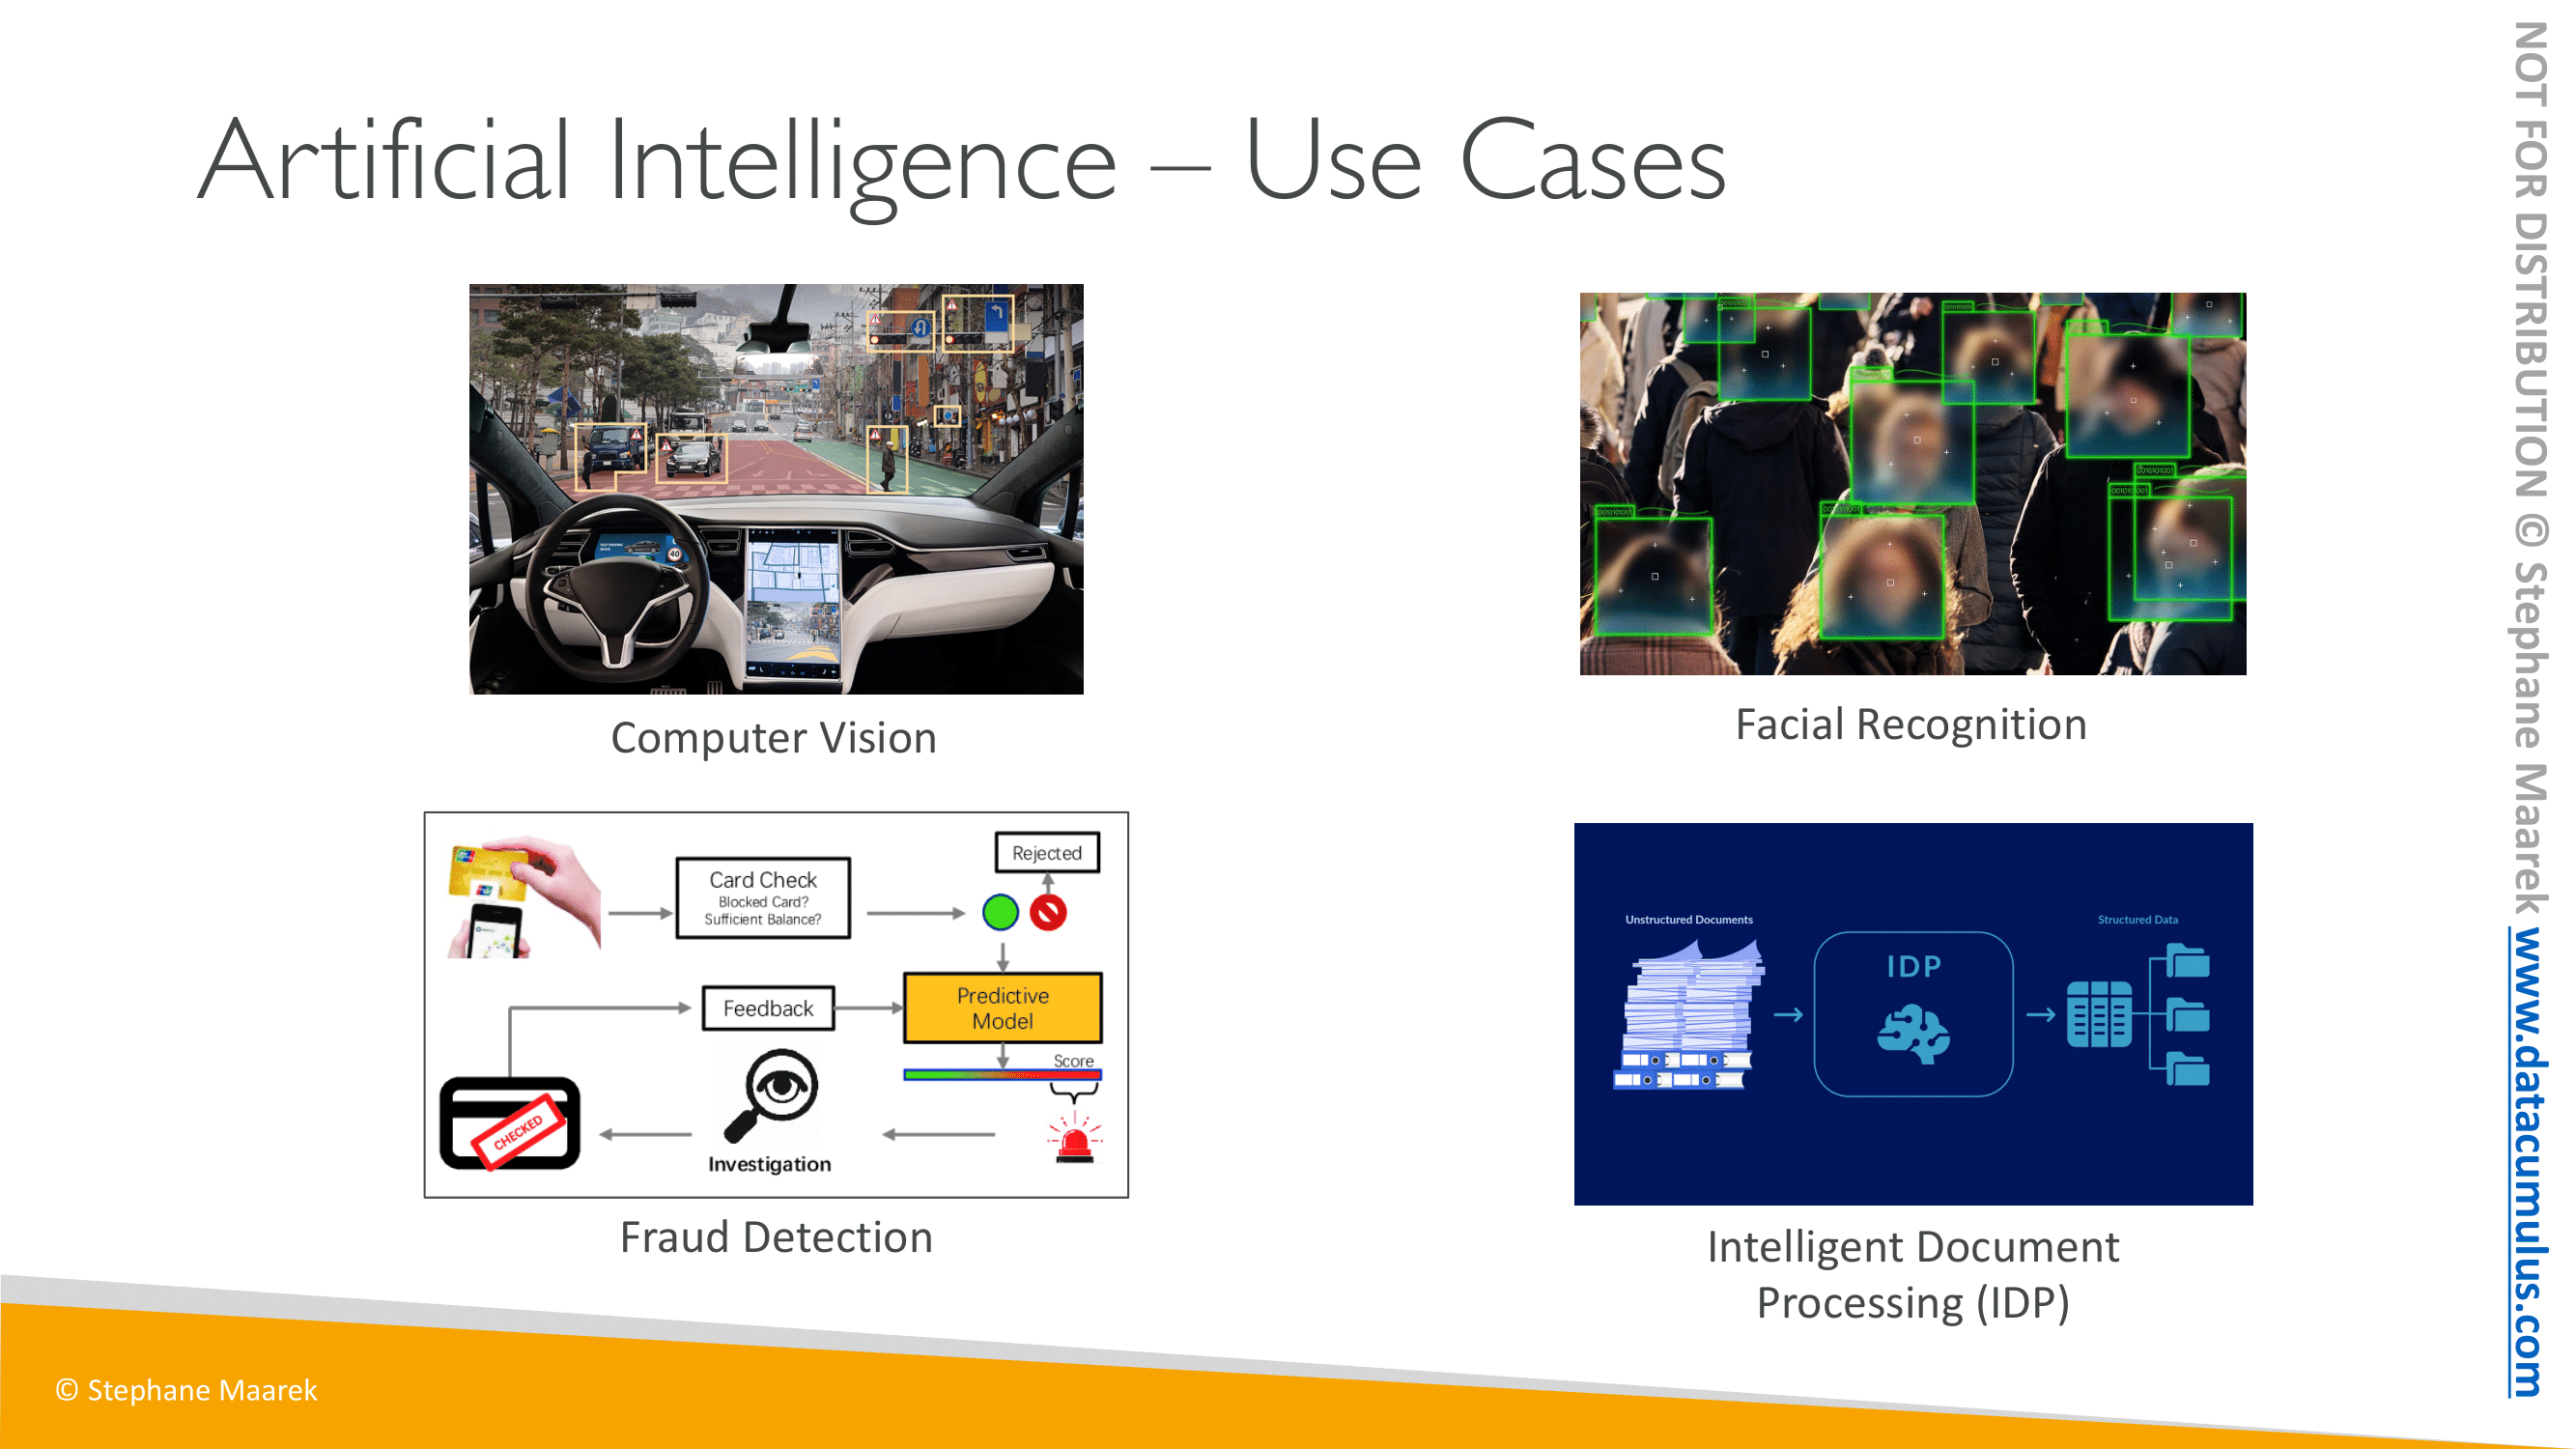 Artificial Intelligence – Use Cases
Computer Vision
Facial Recognition
Card Check
Blocked Card?
Sufficient Balance?
Rejected
Feedback
Predictive
Model
Score
Investigation
CHECKED
Fraud Detection
Unstructured Documents
IDP
Structured Data
Intelligent Document
Processing (IDP)
© Stephane Maarek
NOT FOR DISTRIBUTION © Stephane Maarek www.datacumulus.com